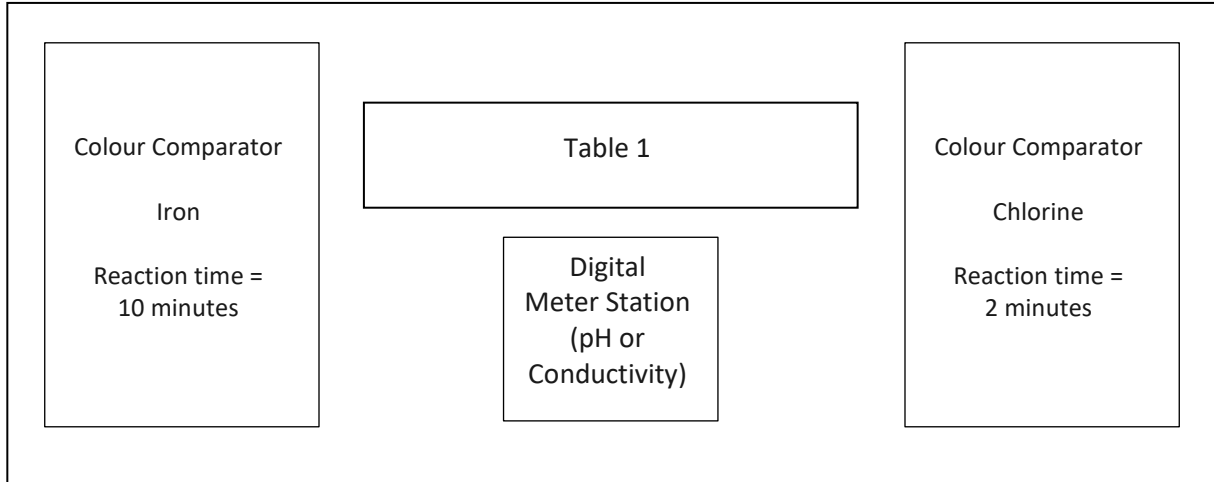 Colour Comparator
Iron
Reaction time =
10 minutes
Table 1
Digital
Meter Station
(pH or
Conductivity)
Colour Comparator
Chlorine
Reaction time =
2 minutes